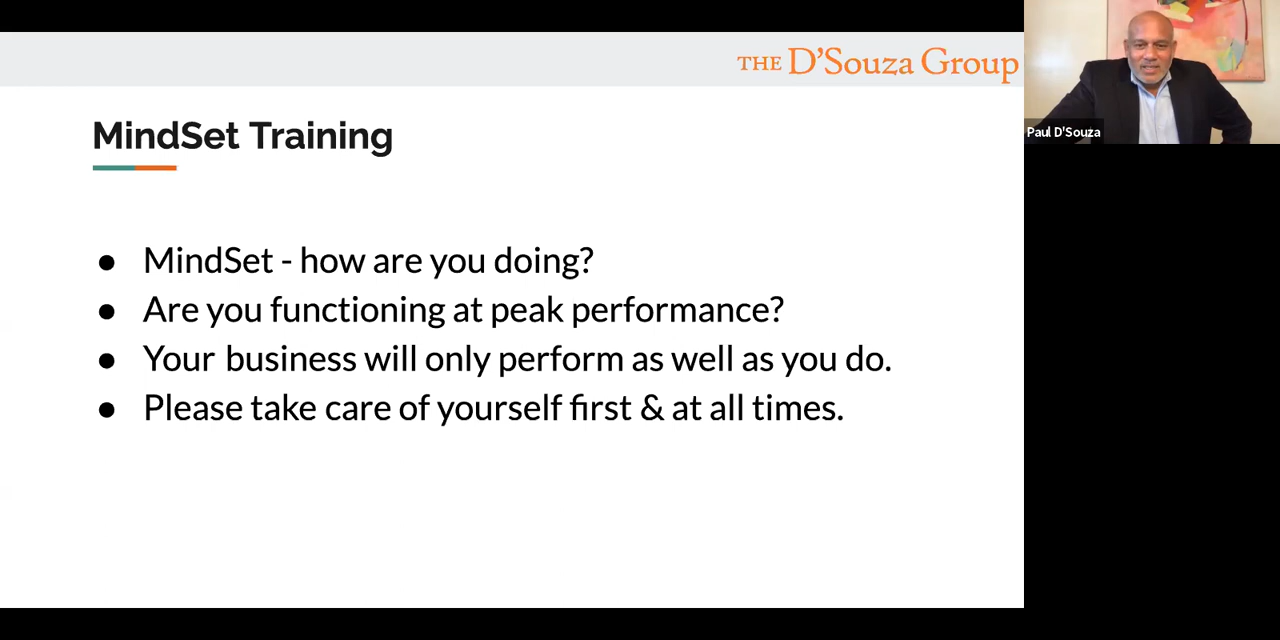 THE D'Souza Group
MindSet Training
● MindSet - how are you doing?
● Are you functioning at peak performance?
● Your business will only perform as well as you do.
● Please take care of yourself first & at all times.
Paul D'Souza